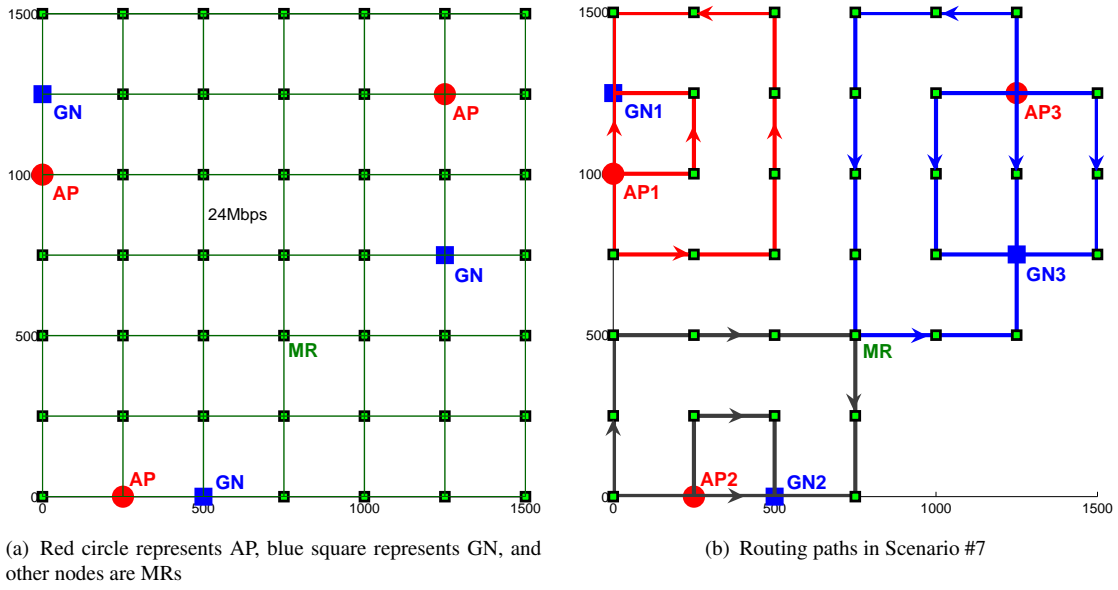 1500
GN
AP
1000
AP
24Mbps
GN
500
MR
AP
GN
0
0
500
1000
1500
(a) Red circle represents AP, blue square represents GN, and
other nodes are MRs
1500
GN1
AP3
1000
AP1
GN3
500
MR
AP2
GN2
0
0
500
1000
1500
(b) Routing paths in Scenario #7